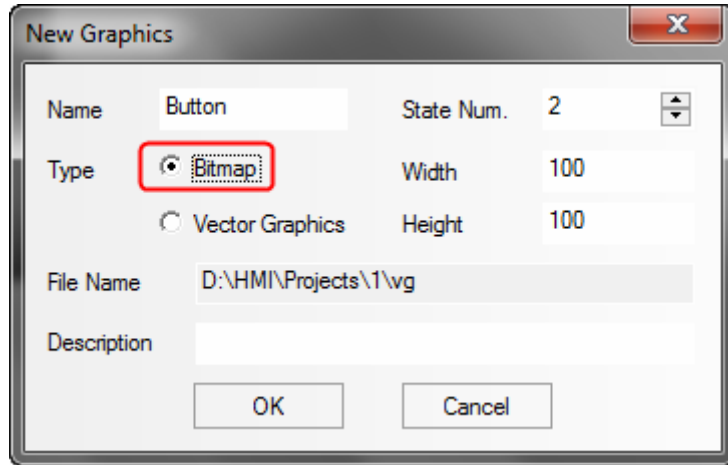 New Graphics
Name Button State Num. 2
Type Bitmap Width 100
Vector Graphics Height 100
File Name D:\HMI\Projects\1\vg
Description
OK Cancel